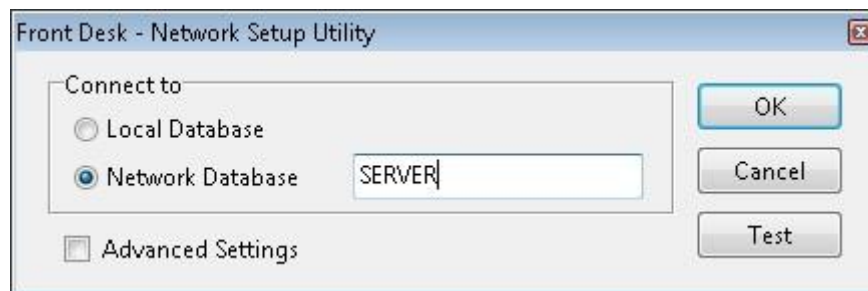 Front Desk - Network Setup Utility
Connect to
Local Database
Network Database SERVER
Advanced Settings
OK
Cancel
Test